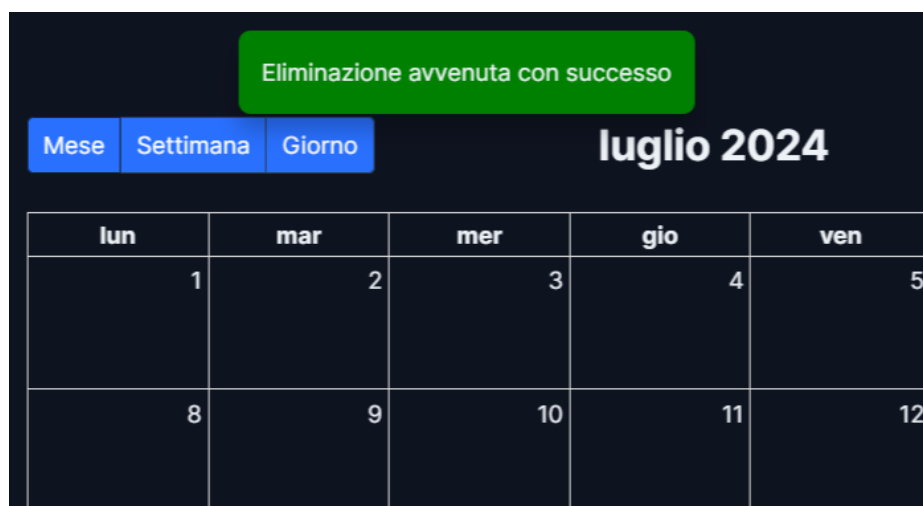 Eliminazione avvenuta con successo
Mese Settimana Giorno luglio 2024
lun mar mer gio ven
1 2 3 4 5
8 9 10 11 12